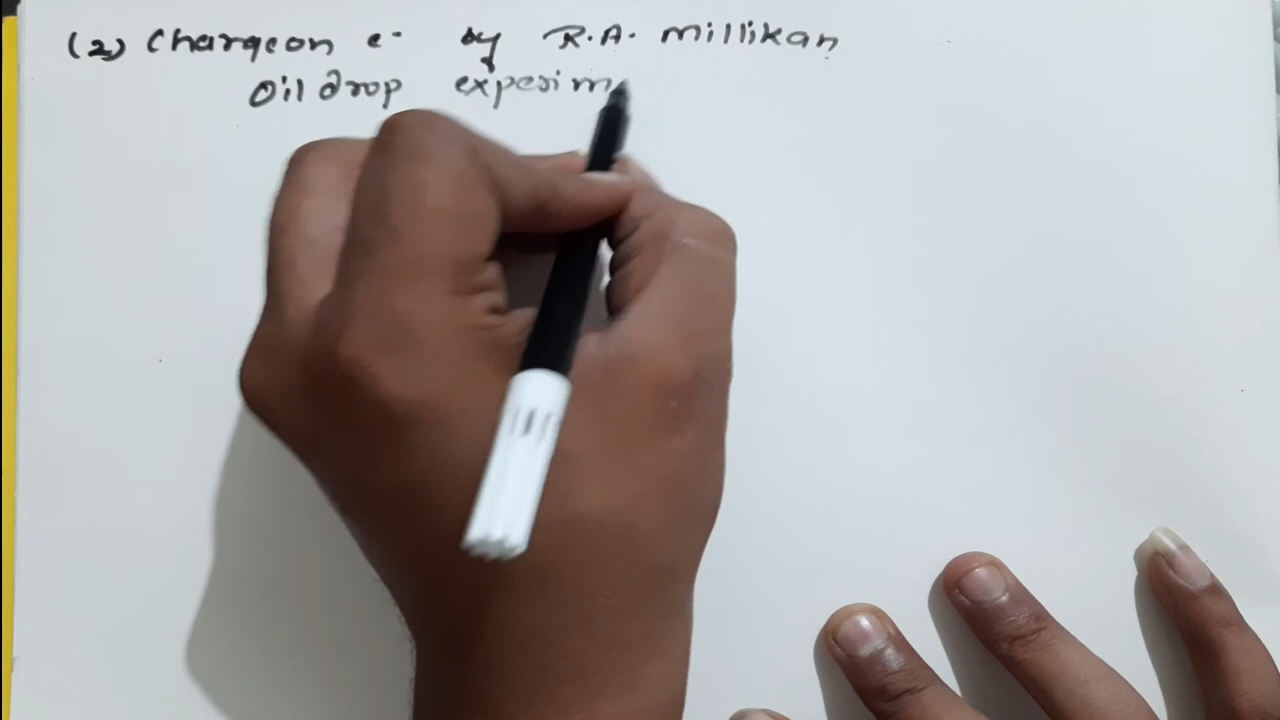 (2) Chargeon e- by R.A. Millikan
Oil drop experim